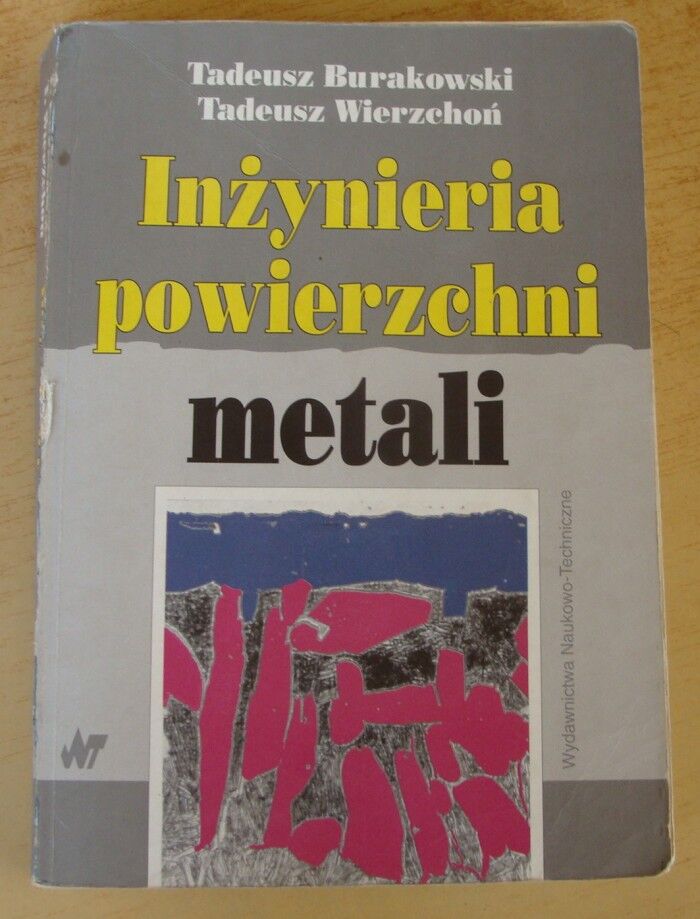 Tadeusz Burakowski
Tadeusz Wierzchoń
Inżynieria
powierzchni
metali
Wydawnictwa Naukowo-Techniczne
WNT